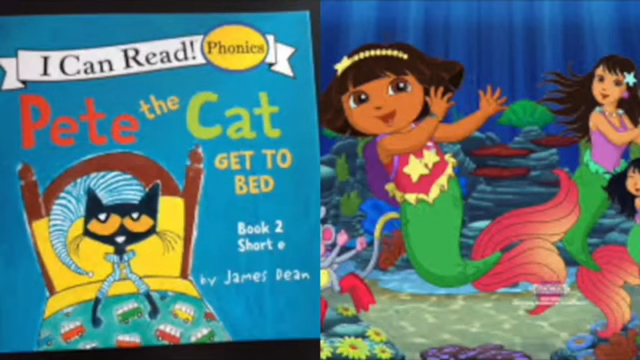 I Can Read!
Phonics
Pete the Cat
GET TO
BED
Book 2
Short e
by James Dean